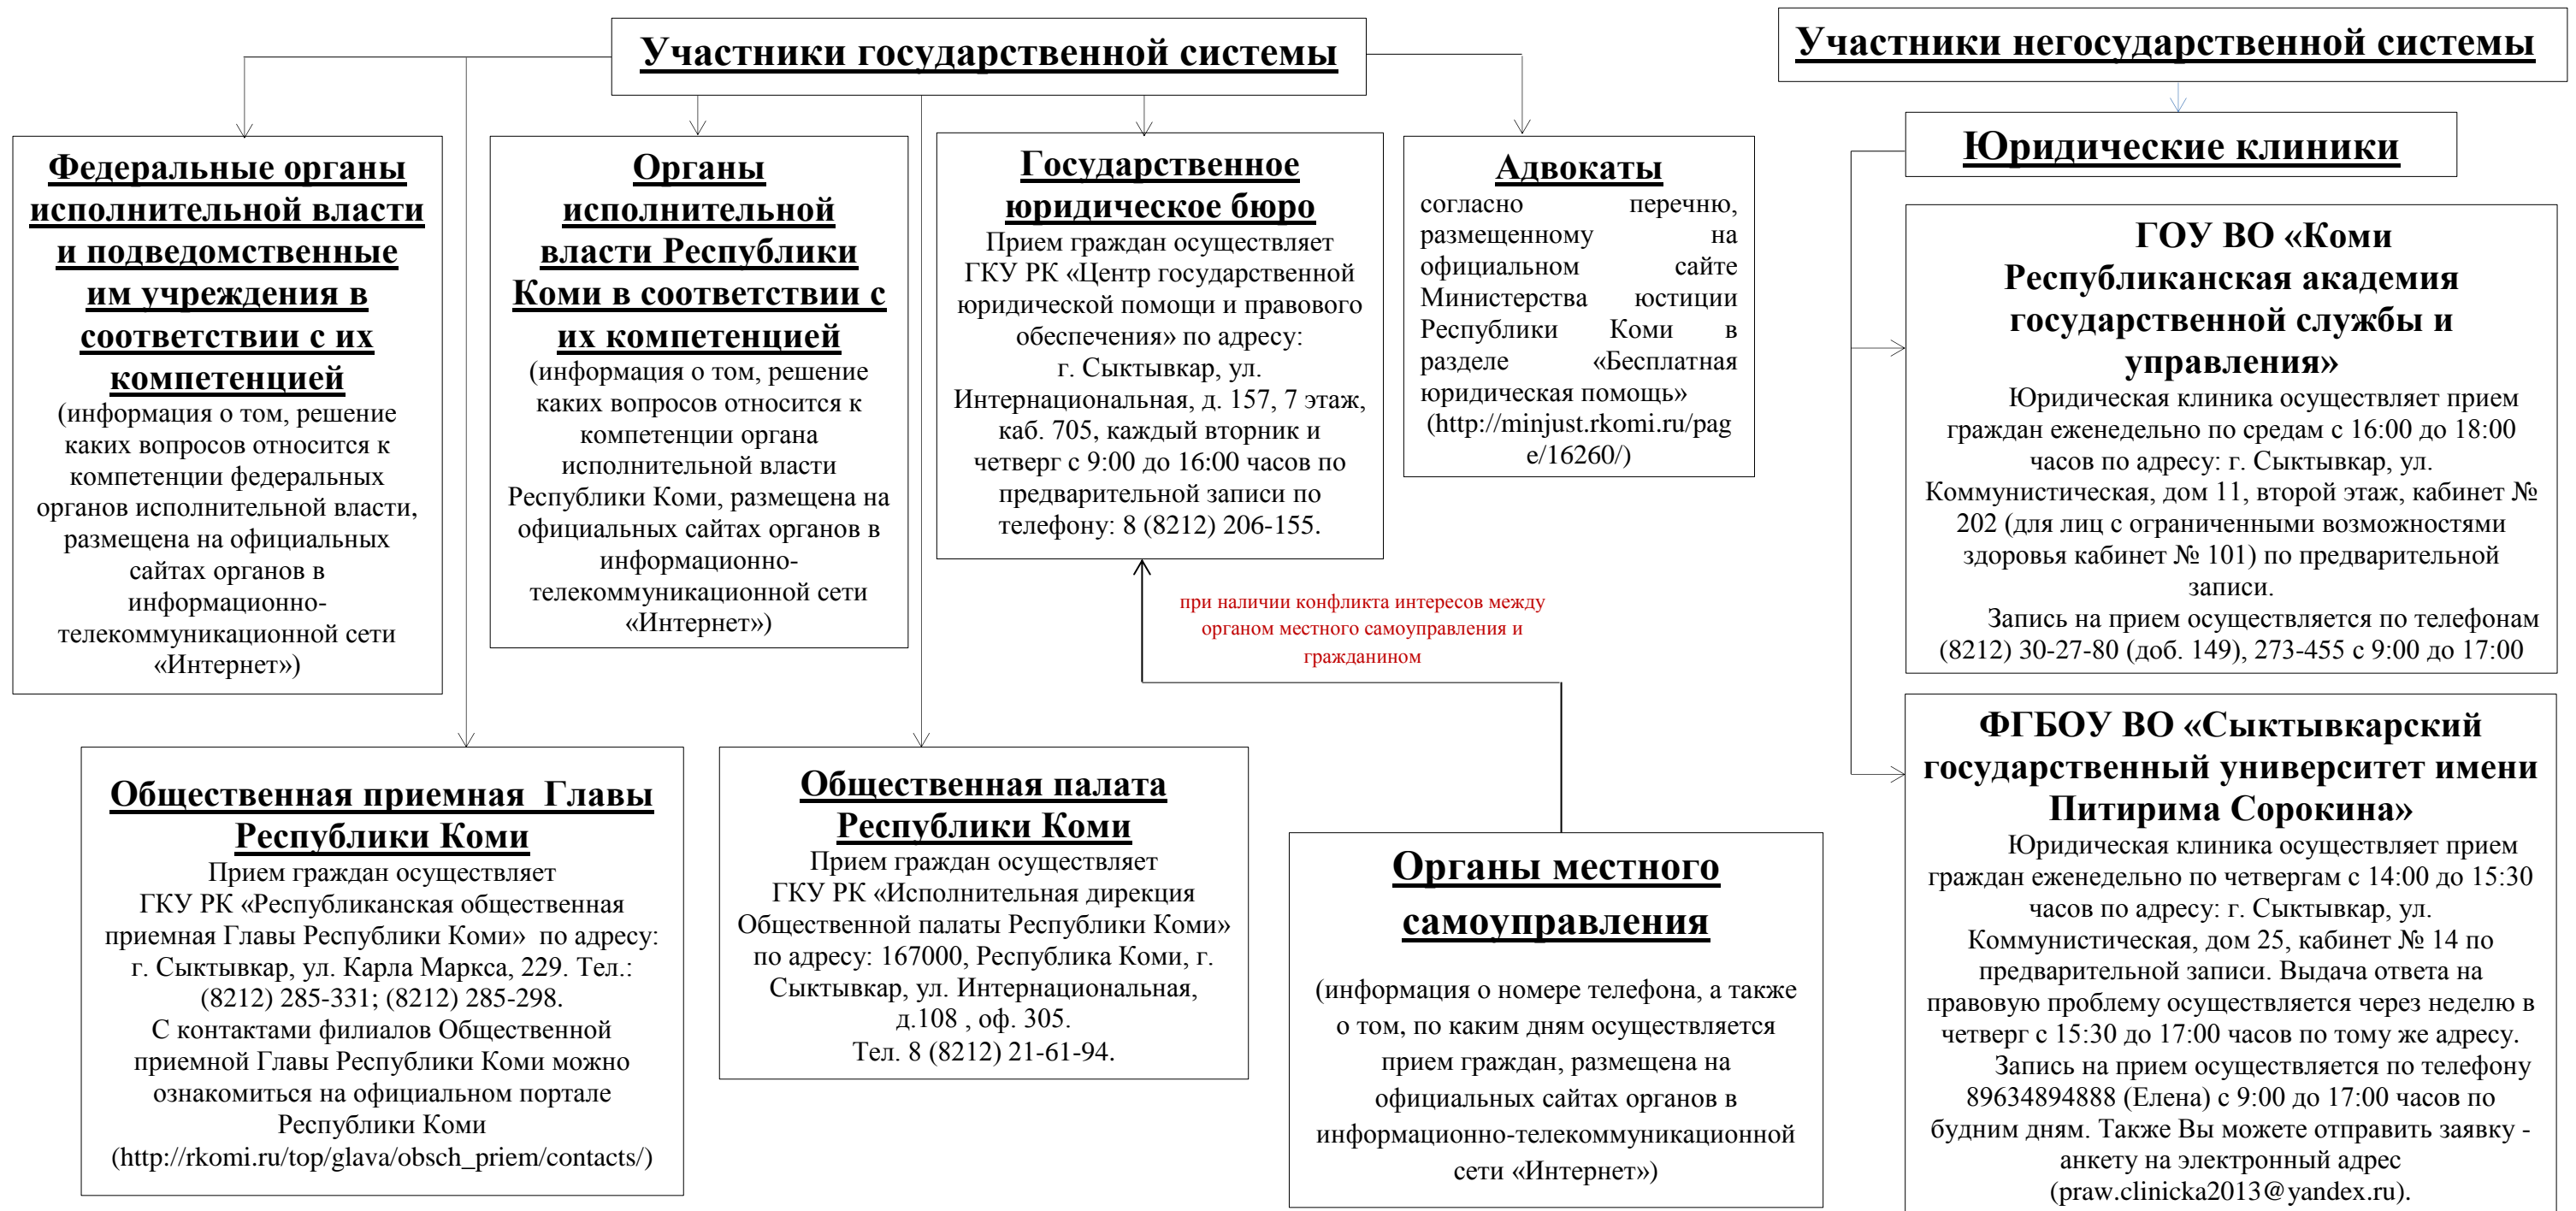 Участники государственной системы
Участники негосударственной системы
Федеральные органы
исполнительной власти
и подведомственные
им учреждения в
соответствии с их
компетенцией
(информация о том, решение
каких вопросов относится к
компетенции федеральных
органов исполнительной власти,
размещена на официальных
сайтах органов в
информационно-
телекоммуникационной сети
«Интернет»)
Органы
исполнительной
власти Республики
Коми в соответствии с
их компетенцией
(информация о том, решение
каких вопросов относится к
компетенции органа
исполнительной власти
Республики Коми, размещена на
официальных сайтах органов в
информационно-
телекоммуникационной сети
«Интернет»)
Государственное
юридическое бюро
Прием граждан осуществляет
ГКУ РК «Центр государственной
юридической помощи и правового
обеспечения» по адресу:
г. Сыктывкар, ул.
Интернациональная, д. 157, 7 этаж,
каб. 705, каждый вторник и
четверг с 9:00 до 16:00 часов по
предварительной записи по
телефону: 8 (8212) 206-155.
Адвокаты
согласно перечню,
размещенному на
официальном сайте
Министерства юстиции
Республики Коми в
разделе «Бесплатная
юридическая помощь»
(http://minjust.rkomi.ru/pag
e/16260/)
при наличии конфликта интересов между
органом местного самоуправления и
гражданином
Общественная приемная Главы
Республики Коми
Прием граждан осуществляет
ГКУ РК «Республиканская общественная
приемная Главы Республики Коми» по адресу:
г. Сыктывкар, ул. Карла Маркса, 229. Тел.:
(8212) 285-331; (8212) 285-298.
С контактами филиалов Общественной
приемной Главы Республики Коми можно
ознакомиться на официальном портале
Республики Коми
(http://rkomi.ru/top/glava/obsch_priem/contacts/)
Общественная палата
Республики Коми
Прием граждан осуществляет
ГКУ РК «Исполнительная дирекция
Общественной палаты Республики Коми»
по адресу: 167000, Республика Коми, г.
Сыктывкар, ул. Интернациональная,
д.108 , оф. 305.
Тел. 8 (8212) 21-61-94.
Органы местного
самоуправления
(информация о номере телефона, а также
о том, по каким дням осуществляется
прием граждан, размещена на
официальных сайтах органов в
информационно-телекоммуникационной
сети «Интернет»)
Юридические клиники
ГОУ ВО «Коми
Республиканская академия
государственной службы и
управления»
Юридическая клиника осуществляет прием
граждан еженедельно по средам с 16:00 до 18:00
часов по адресу: г. Сыктывкар, ул.
Коммунистическая, дом 11, второй этаж, кабинет №
202 (для лиц с ограниченными возможностями
здоровья кабинет № 101) по предварительной
записи.
Запись на прием осуществляется по телефонам
(8212) 30-27-80 (доб. 149), 273-455 с 9:00 до 17:00
ФГБОУ ВО «Сыктывкарский
государственный университет имени
Питирима Сорокина»
Юридическая клиника осуществляет прием
граждан еженедельно по четвергам с 14:00 до 15:30
часов по адресу: г. Сыктывкар, ул.
Коммунистическая, дом 25, кабинет № 14 по
предварительной записи. Выдача ответа на
правовую проблему осуществляется через неделю в
четверг с 15:30 до 17:00 часов по тому же адресу.
Запись на прием осуществляется по телефону
89634894888 (Елена) с 9:00 до 17:00 часов по
будним дням. Также Вы можете отправить заявку -
анкету на электронный адрес
(praw.clinicka2013@yandex.ru).